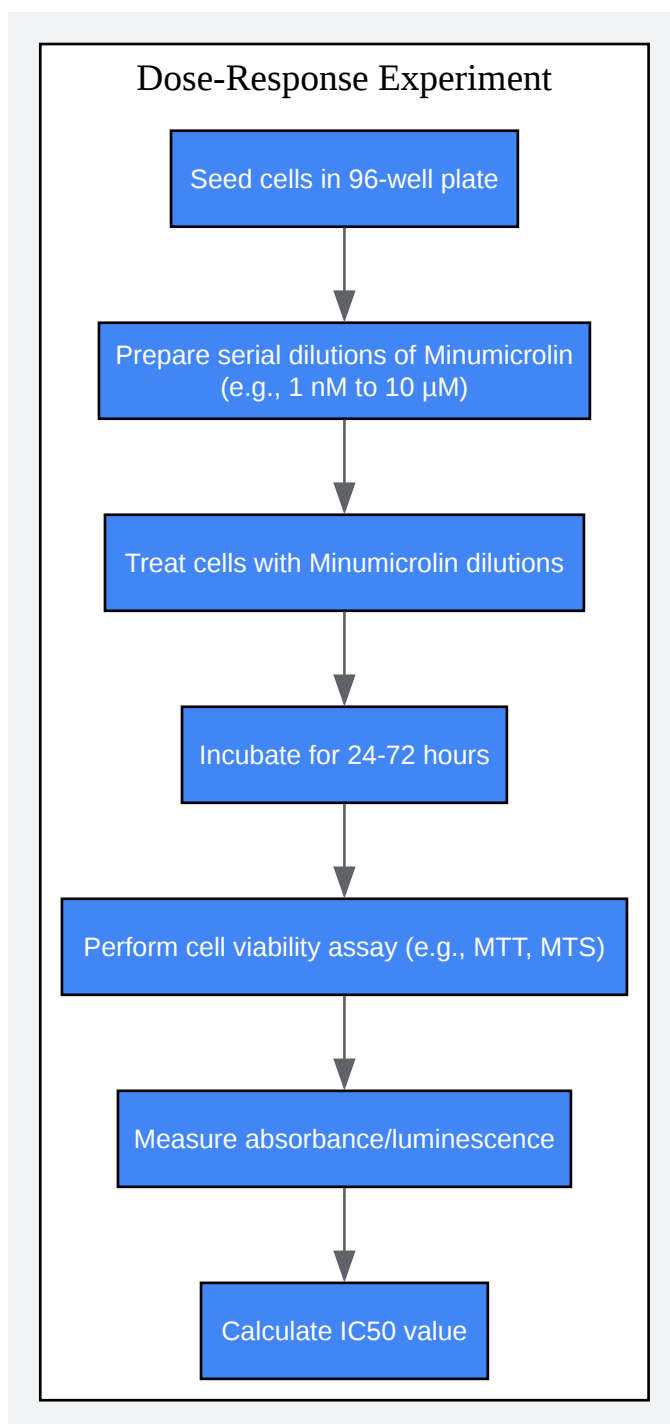 Dose-Response Experiment
Seed cells in 96-well plate
Prepare serial dilutions of Minumicrolin
(e.g., 1 nM to 10 µM)
Treat cells with Minumicrolin dilutions
Incubate for 24-72 hours
Perform cell viability assay (e.g., MTT, MTS)
Measure absorbance/luminescence
Calculate IC50 value